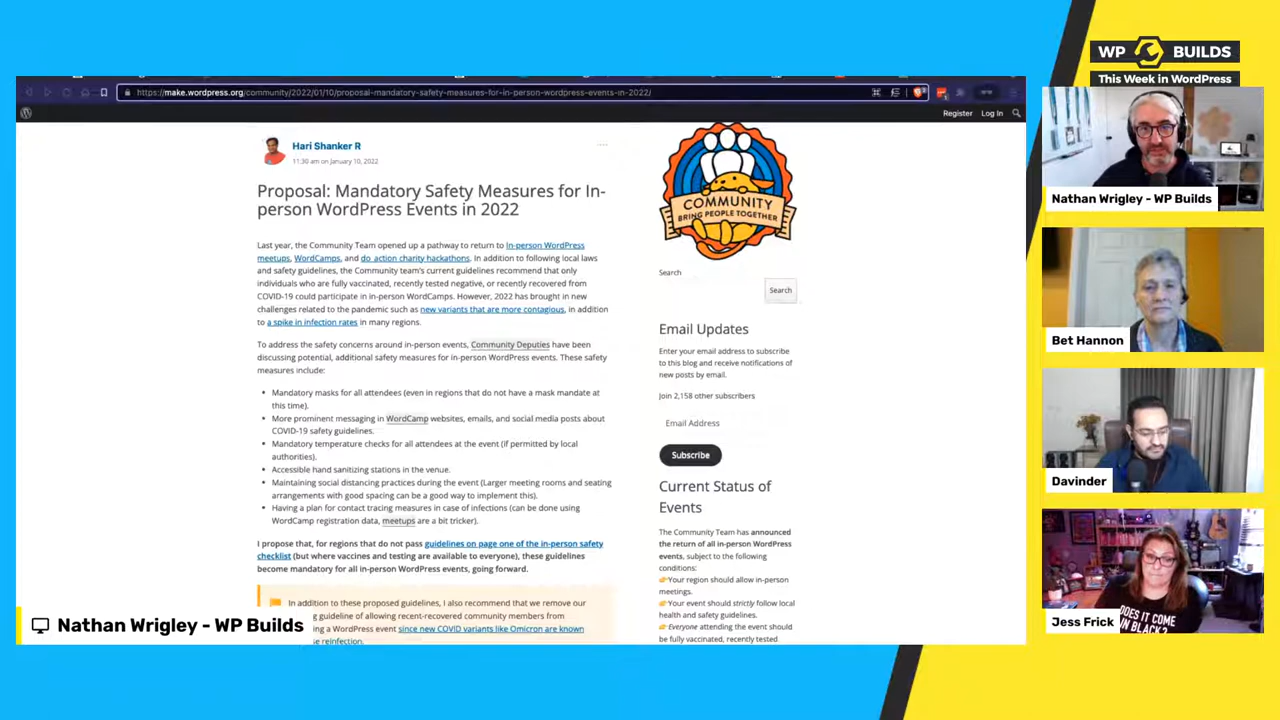 WP BUILDS
This Week in WordPress
https://make.wordpress.org/community/2022/01/10/proposal-mandatory-safety-measures-for-in-person-wordpress-events-in-2022/
Register Log In
Hari Shanker R
11:30 am on January 10, 2022
Proposal: Mandatory Safety Measures for In-
person WordPress Events in 2022
Last year, the Community Team opened up a pathway to return to in-person WordPress
meetups, WordCamps, and do_action charity hackathons. In addition to following local laws
and safety guidelines, the Community team's current guidelines recommend that only
individuals who are fully vaccinated, recently tested negative, or recently recovered from
COVID-19 could participate in in-person WordCamps. However, 2022 has brought in new
challenges related to the pandemic such as new variants that are more contagious, in addition
to a spike in infection rates in many regions.
To address the safety concerns around in-person events, Community Deputies have been
discussing potential, additional safety measures for in-person WordPress events. These safety
measures include:
• Mandatory masks for all attendees (even in regions that do not have a mask mandate at
this time).
• More prominent messaging in WordCamp websites, emails, and social media posts about
COVID-19 safety guidelines.
• Mandatory temperature checks for all attendees at the event (if permitted by local
authorities).
• Accessible hand sanitizing stations in the venue.
• Maintaining social distancing practices during the event (Larger meeting rooms and seating
arrangements with good spacing can be a good way to implement this).
• Having a plan for contact tracing measures in case of infections (can be done using
WordCamp registration data, meetups are a bit tricker).
I propose that, for regions that do not pass guidelines on page one of the in-person safety
checklist (but where vaccines and testing are available to everyone), these guidelines
become mandatory for all in-person WordPress events, going forward.
In addition to these proposed guidelines, I also recommend that we remove our
guideline of allowing recent-recovered community members from
ing a WordPress event since new COVID variants like Omicron are known
se reinfection.
COMMUNITY
BRING PEOPLE TOGETHER
Search
Search
Email Updates
Enter your email address to subscribe
to this blog and receive notifications of
new posts by email.
Join 2,158 other subscribers
Email Address
Subscribe
Current Status of
Events
The Community Team has announced
the return of all in-person WordPress
events, subject to the following
conditions:
👉Your region should allow in-person
meetings.
👉Your event should strictly follow local
health and safety guidelines.
👉Everyone attending the event should
be fully vaccinated, recently tested
Nathan Wrigley - WP Builds
Nathan Wrigley - WP Builds
Bet Hannon
Davinder
DOES IT COME
IN BLACK?
Jess Frick